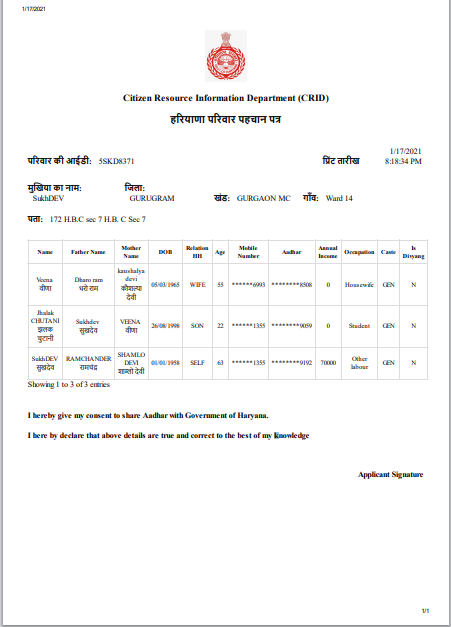 1/17/2021
Citizen Resource Information Department (CRID)
हरियाणा परिवार पहचान पत्र
परिवार की आईडी: 5SKD8371 प्रिंट तारीख 1/17/2021 8:18:34 PM
मुखिया का नाम: SukhDEV जिला: GURUGRAM खंड: GURGAON MC गाँव: Ward 14
पता: 172 H.B.C sec 7 H.B. C Sec 7
Name Father Name Mother Name DOB Relation HH Age Mobile Number Aadhar Annual Income Occupation Caste Is Disyang
Veena वीणा Dharo ram धरो राम kaushalya devi कौशल्या देवी 05/03/1965 WIFE 55 ******6993 ********8508 0 Housewife GEN N
Jhalak CHUTANI झलक चुटानी Sukhdev सुखदेव VEENA वीणा 26/08/1998 SON 22 ******1355 ********9059 0 Student GEN N
SukhDEV सुखदेव RAMCHANDER रामचंद्र SHAMLO DEVI शाम्लो देवी 01/01/1958 SELF 63 ******1355 ********9192 70000 Other labour GEN N
Showing 1 to 3 of 3 entries
I hereby give my consent to share Aadhar with Government of Haryana.
I here by declare that above details are true and correct to the best of my knowledge
Applicant Signature
1/1